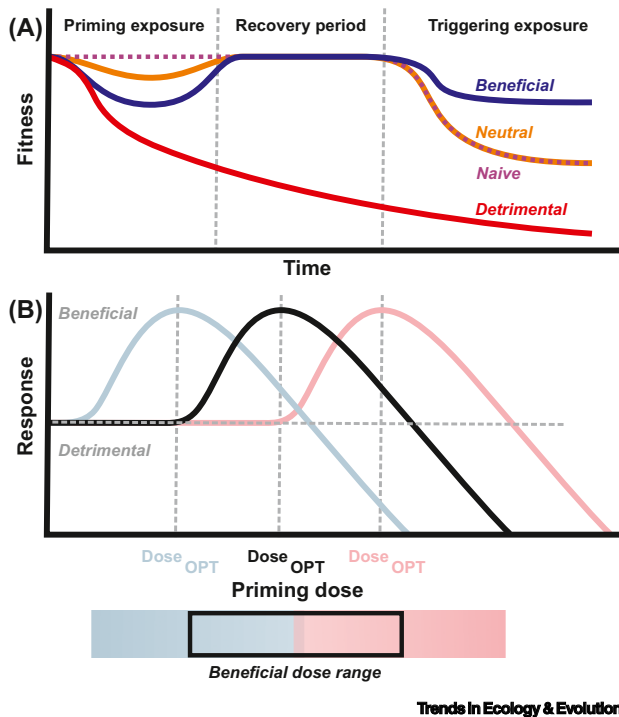 (A)
Priming exposure Recovery period Triggering exposure
Fitness
Beneficial
Neutral
Naive
Detrimental
Time
(B)
Beneficial
Response
Detrimental
Dose OPT Dose OPT Dose OPT
Priming dose
Beneficial dose range
Trends in Ecology & Evolution